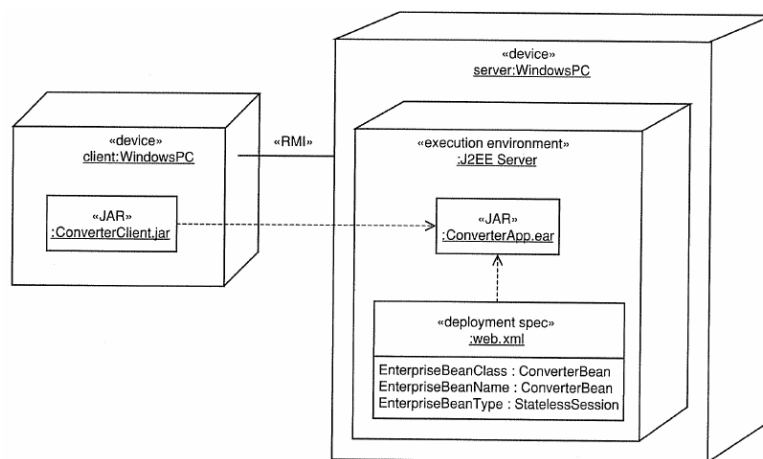 «device»
server:WindowsPC
«device»
client:WindowsPC
«RMI»
«execution environment»
:J2EE Server
«JAR»
:ConverterClient.jar
«JAR»
:ConverterApp.ear
«deployment spec»
:web.xml
EnterpriseBeanClass : ConverterBean
EnterpriseBeanName : ConverterBean
EnterpriseBeanType : StatelessSession